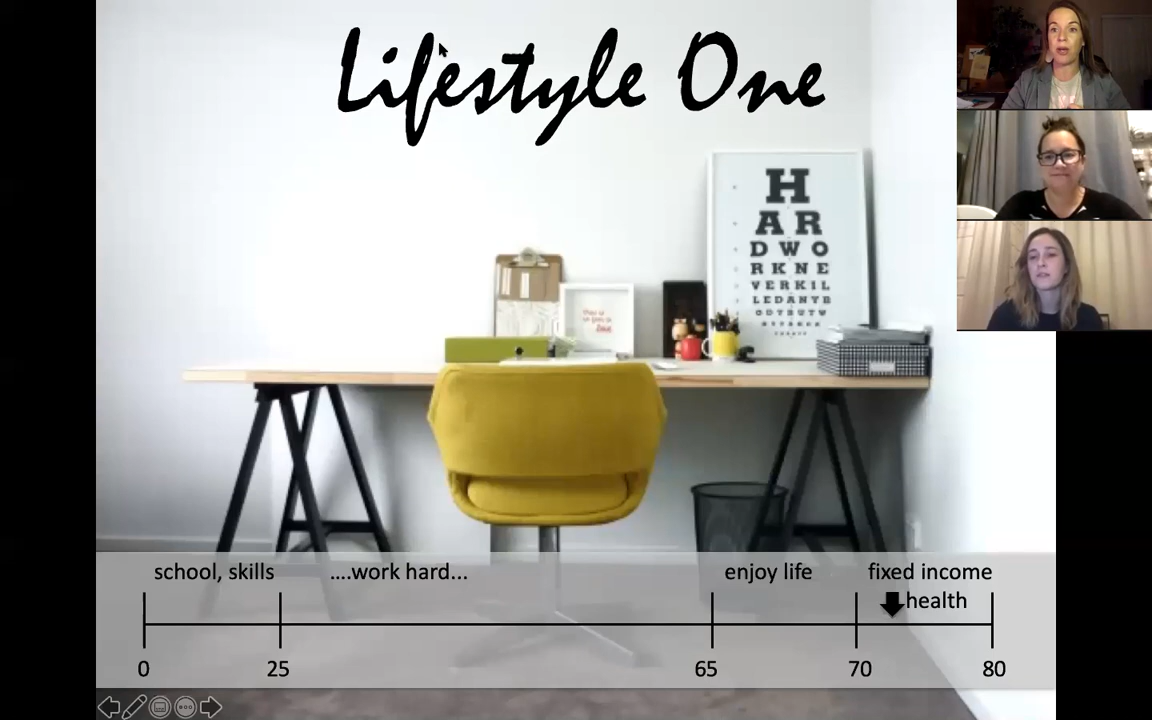 Lifestyle One
H
AR
DWO
RKNE
VERKIL
LEDANYB
ODYBUTW
school, skills
....work hard...
enjoy life
fixed income
health
0
25
65
70
80